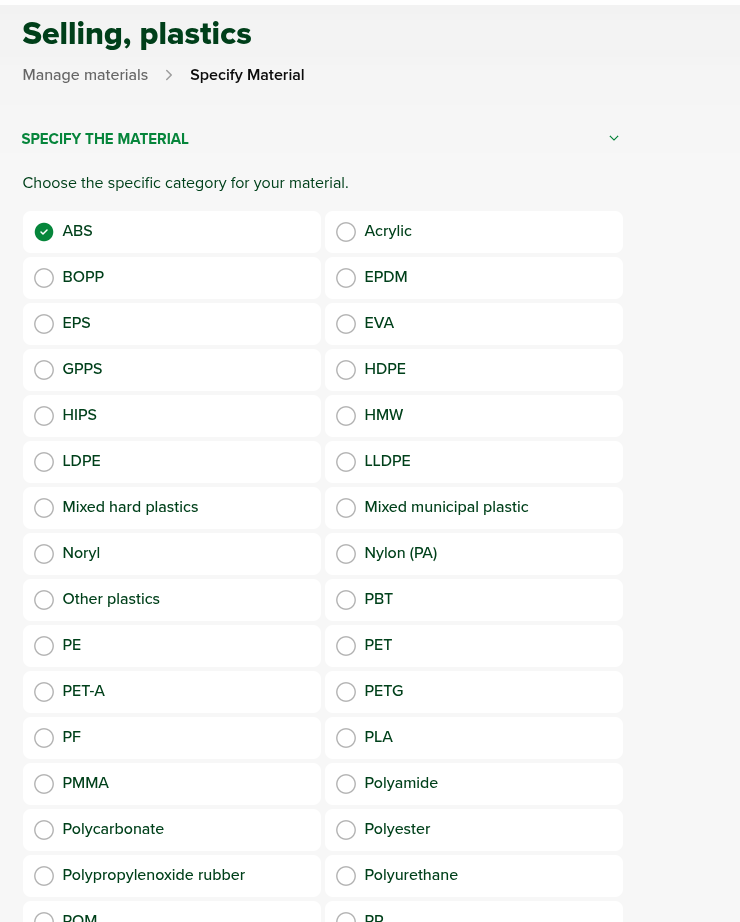 Selling, plastics
Manage materials > Specify Material
SPECIFY THE MATERIAL
Choose the specific category for your material.
ABS
Acrylic
BOPP
EPDM
EPS
EVA
GPPS
HDPE
HIPS
HMW
LDPE
LLDPE
Mixed hard plastics
Mixed municipal plastic
Noryl
Nylon (PA)
Other plastics
PBT
PE
PET
PET-A
PETG
PF
PLA
PMMA
Polyamide
Polycarbonate
Polyester
Polypropylenoxide rubber
Polyurethane
POM
PP